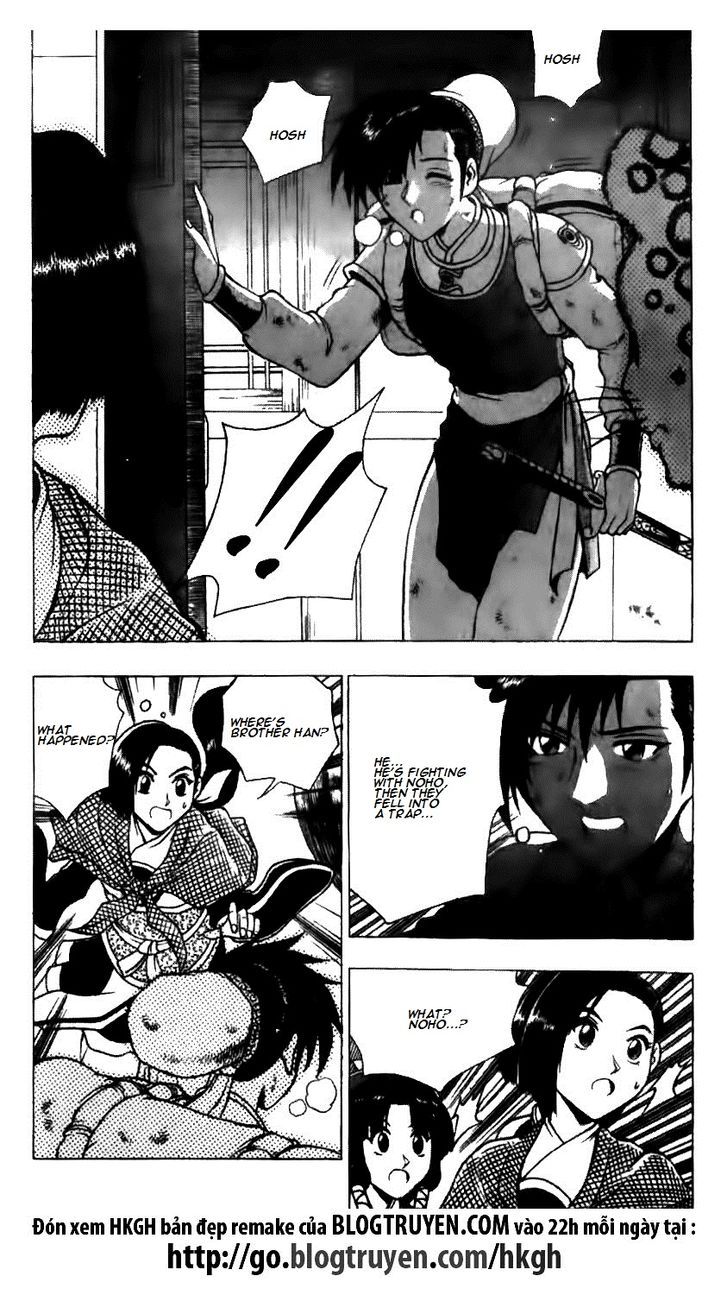 HOSH
HOSH
WHAT
HAPPENED?
WHERE'S
BROTHER HAN?
HE...
HE'S FIGHTING
WITH NOHO,
THEN THEY
FELL INTO
A TRAP...
WHAT?
NOHO...?
Đón xem HKGH bản đẹp remake của BLOGTRUYEN.COM vào 22h mỗi ngày tại :
http://go.blogtruyen.com/hkgh